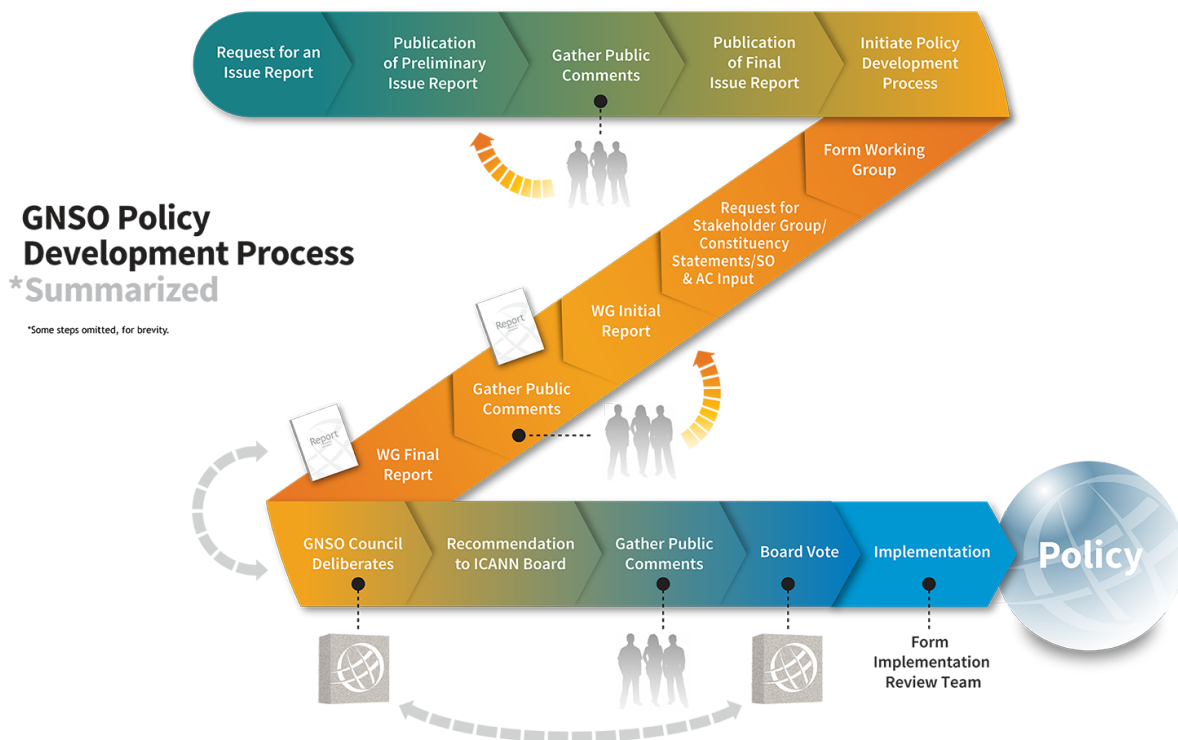 Request for an
Issue Report
Publication
of Preliminary
Issue Report
Gather Public
Comments
Publication
of Final
Issue Report
Initiate Policy
Development
Process
Form Working
Group
Request for
Stakeholder Group/
Constituency
Statements/SO
& AC Input
GNSO Policy
Development Process
*Summarized
*Some steps omitted, for brevity.
WG Initial
Report
Report
Gather Public
Comments
Report
WG Final
Report
GNSO Council
Deliberates
Recommendation
to ICANN Board
Gather Public
Comments
Board Vote
Implementation
Policy
Form
Implementation
Review Team